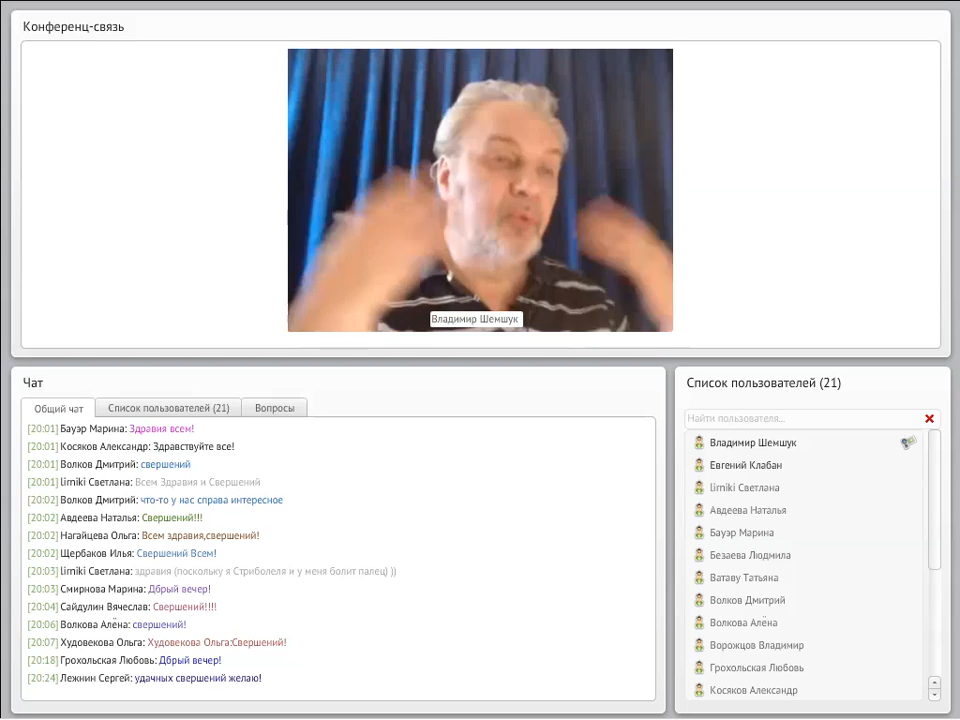 Конференц-связь
Владимир Шемшук
Чат
Общий чат
Список пользователей (21)
Вопросы
[20:01] Бауэр Марина: Здравия всем!
[20:01] Косяков Александр: Здравствуйте все!
[20:01] Волков Дмитрий: свершений
[20:01] lirniki Светлана: Всем Здравия и Свершений
[20:02] Волков Дмитрий: что-то у нас справа интересное
[20:02] Авдеева Наталья: Свершений!!!
[20:02] Нагайцева Ольга: Всем здравия,свершений!
[20:02] Щербаков Илья: Свершений Всем!
[20:03] lirniki Светлана: здравия (поскольку я Стриболеля и у меня болит палец) ))
[20:03] Смирнова Марина: Дбрый вечер!
[20:04] Сайдулин Вячеслав: Свершений!!!!
[20:06] Волкова Алёна: свершений!
[20:07] Худовекова Ольга: Худовекова Ольга:Свершений!
[20:18] Грохольская Любовь: Дбрый вечер!
[20:24] Лежнин Сергей: удачных свершений желаю!
Список пользователей (21)
Найти пользователя...
Владимир Шемшук
Евгений Клабан
lirniki Светлана
Авдеева Наталья
Бауэр Марина
Безаева Людмила
Ватаву Татьяна
Волков Дмитрий
Волкова Алёна
Ворожцов Владимир
Грохольская Любовь
Косяков Александр